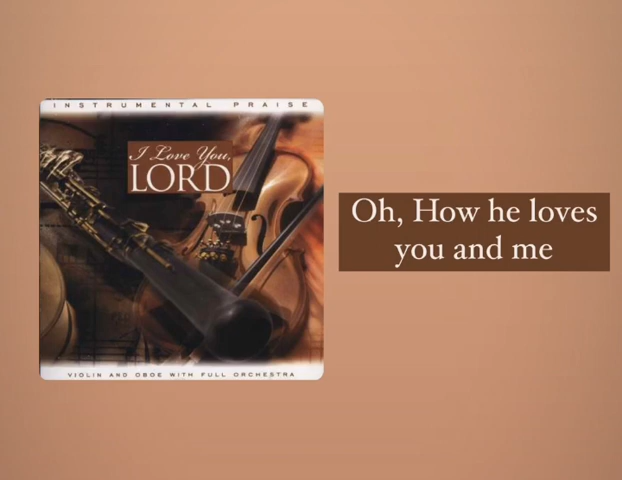 INSTRUMENTAL PRAISE
I Love You,
LORD
Oh, How he loves
you and me
VIOLIN AND OBOE WITH FULL ORCHESTRA